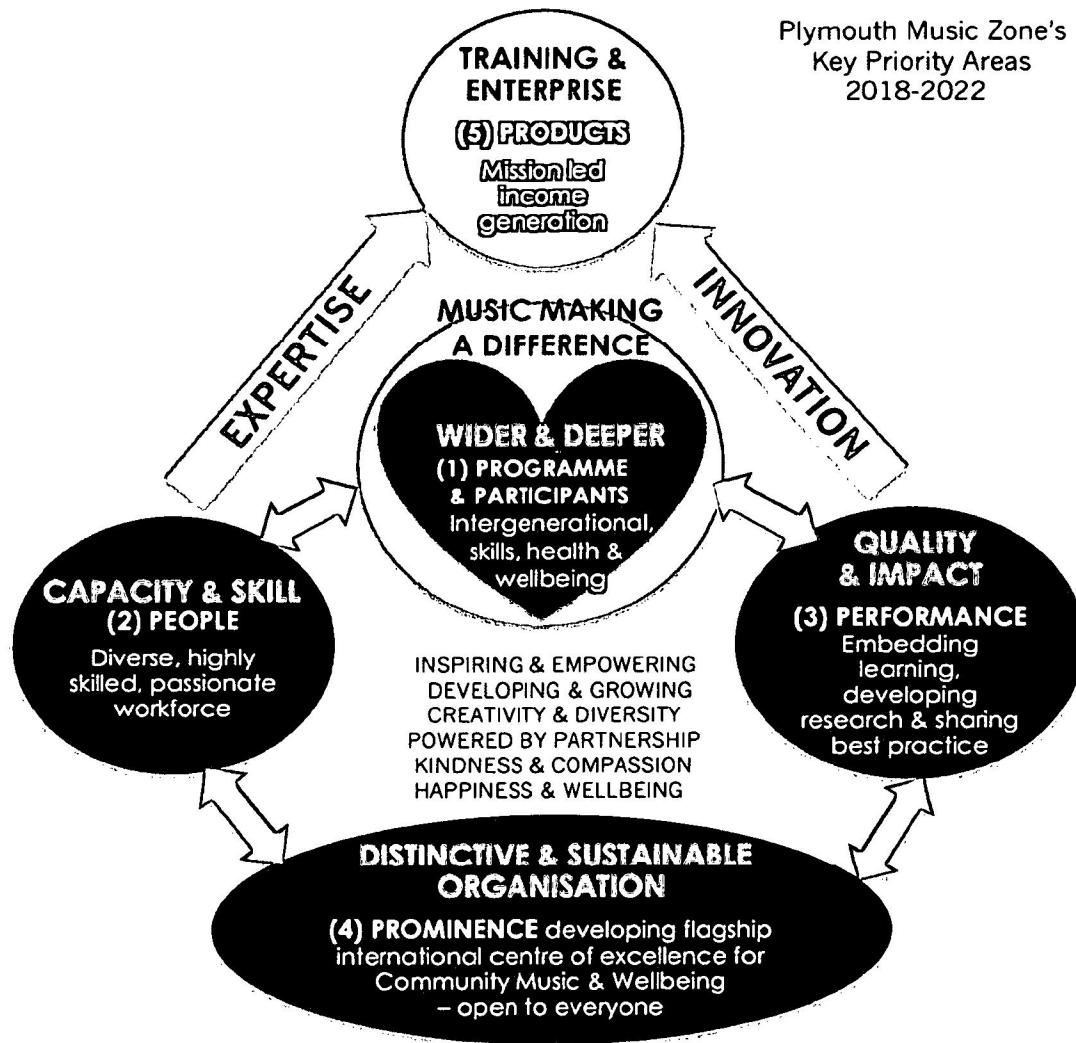 Plymouth Music Zone's
Key Priority Areas
2018-2022
TRAINING &
ENTERPRISE
(5) PRODUCTS
Mission led
income
generation
EXPERTISE
INNOVATION
MUSIC MAKING
A DIFFERENCE
WIDER & DEEPER
(1) PROGRAMME
& PARTICIPANTS
Intergenerational,
skills, health &
wellbeing
CAPACITY & SKILL
(2) PEOPLE
Diverse, highly
skilled, passionate
workforce
QUALITY
& IMPACT
(3) PERFORMANCE
Embedding
learning,
developing
research & sharing
best practice
INSPIRING & EMPOWERING
DEVELOPING & GROWING
CREATIVITY & DIVERSITY
POWERED BY PARTNERSHIP
KINDNESS & COMPASSION
HAPPINESS & WELLBEING
DISTINCTIVE & SUSTAINABLE
ORGANISATION
(4) PROMINENCE developing flagship
international centre of excellence for
Community Music & Wellbeing
– open to everyone